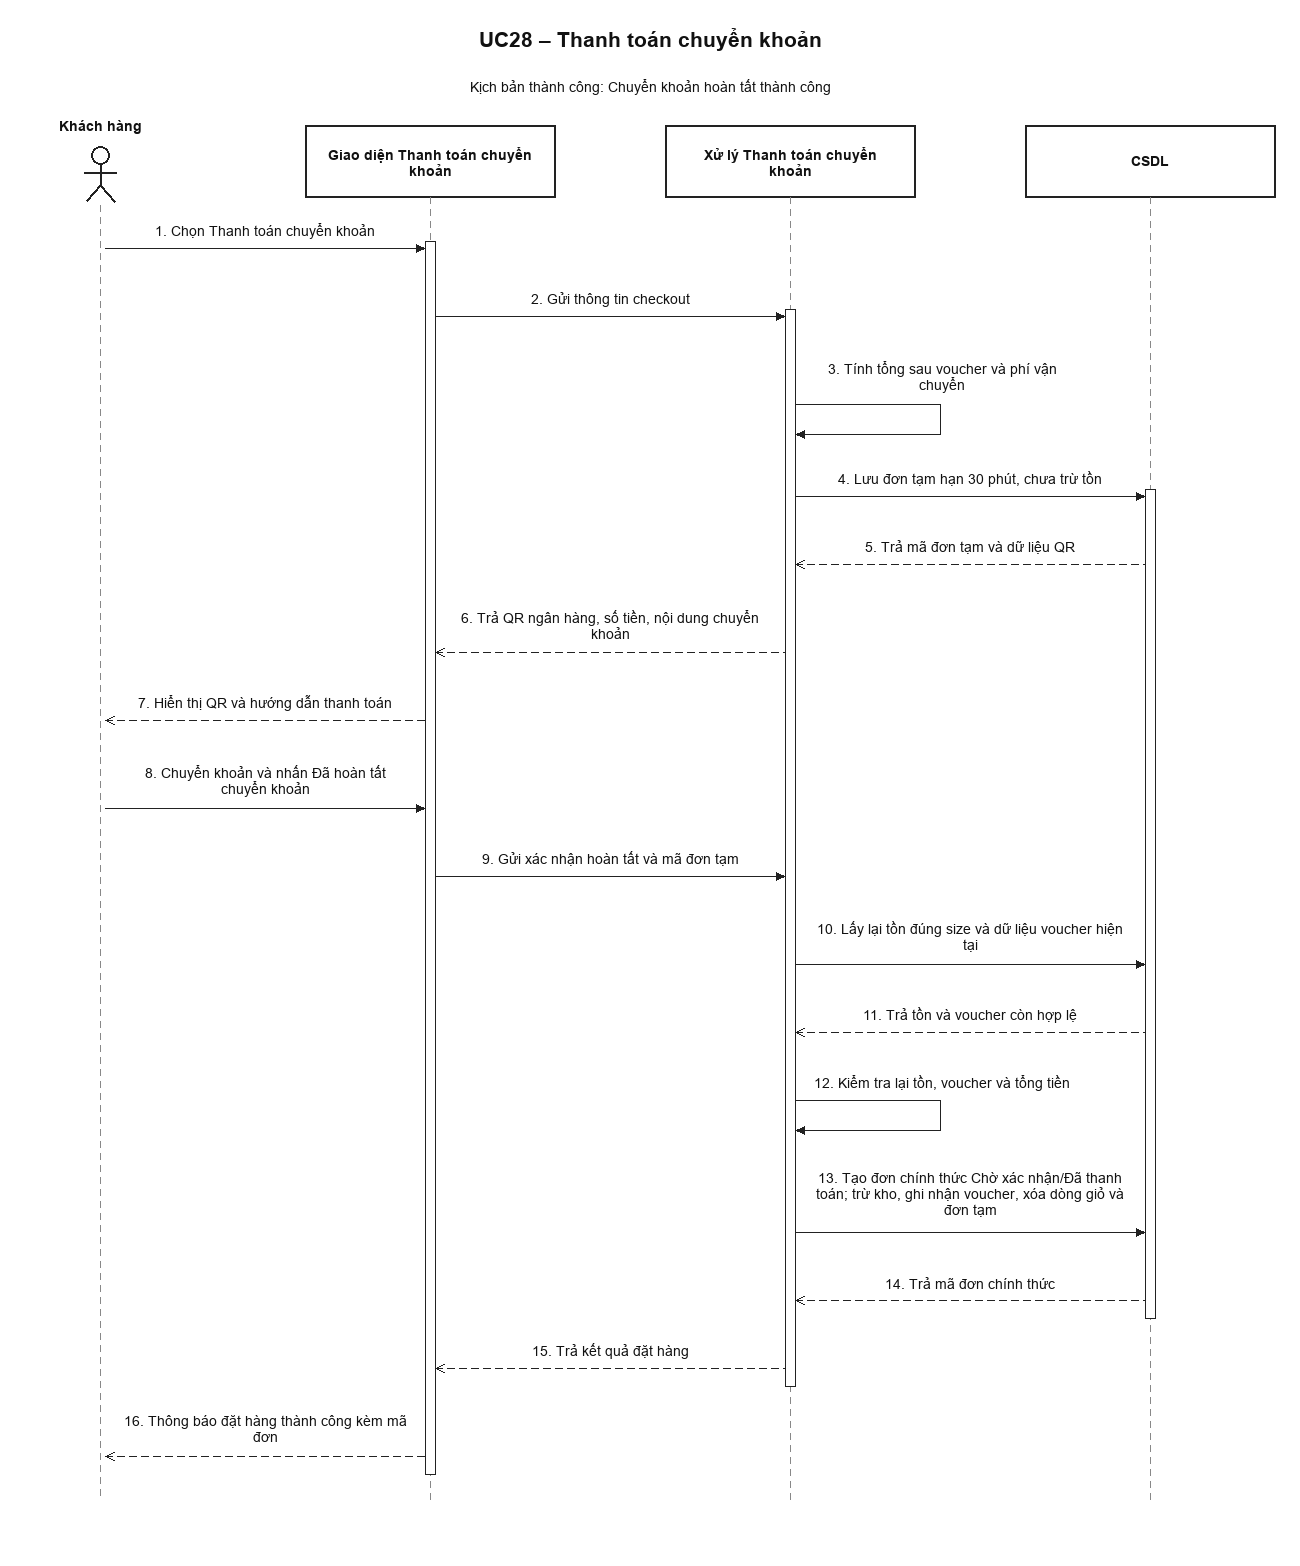 UC28 – Thanh toán chuyển khoản
Kịch bản thành công: Chuyển khoản hoàn tất thành công
Khách hàng
Giao diện Thanh toán chuyển
khoản
Xử lý Thanh toán chuyển
khoản
CSDL
1. Chọn Thanh toán chuyển khoản
2. Gửi thông tin checkout
3. Tính tổng sau voucher và phí vận
chuyển
4. Lưu đơn tạm hạn 30 phút, chưa trừ tồn
5. Trả mã đơn tạm và dữ liệu QR
6. Trả QR ngân hàng, số tiền, nội dung chuyển
khoản
7. Hiển thị QR và hướng dẫn thanh toán
8. Chuyển khoản và nhấn Đã hoàn tất
chuyển khoản
9. Gửi xác nhận hoàn tất và mã đơn tạm
10. Lấy lại tồn đúng size và dữ liệu voucher hiện
tại
11. Trả tồn và voucher còn hợp lệ
12. Kiểm tra lại tồn, voucher và tổng tiền
13. Tạo đơn chính thức Chờ xác nhận/Đã thanh
toán; trừ kho, ghi nhận voucher, xóa dòng giỏ và
đơn tạm
14. Trả mã đơn chính thức
15. Trả kết quả đặt hàng
16. Thông báo đặt hàng thành công kèm mã
đơn